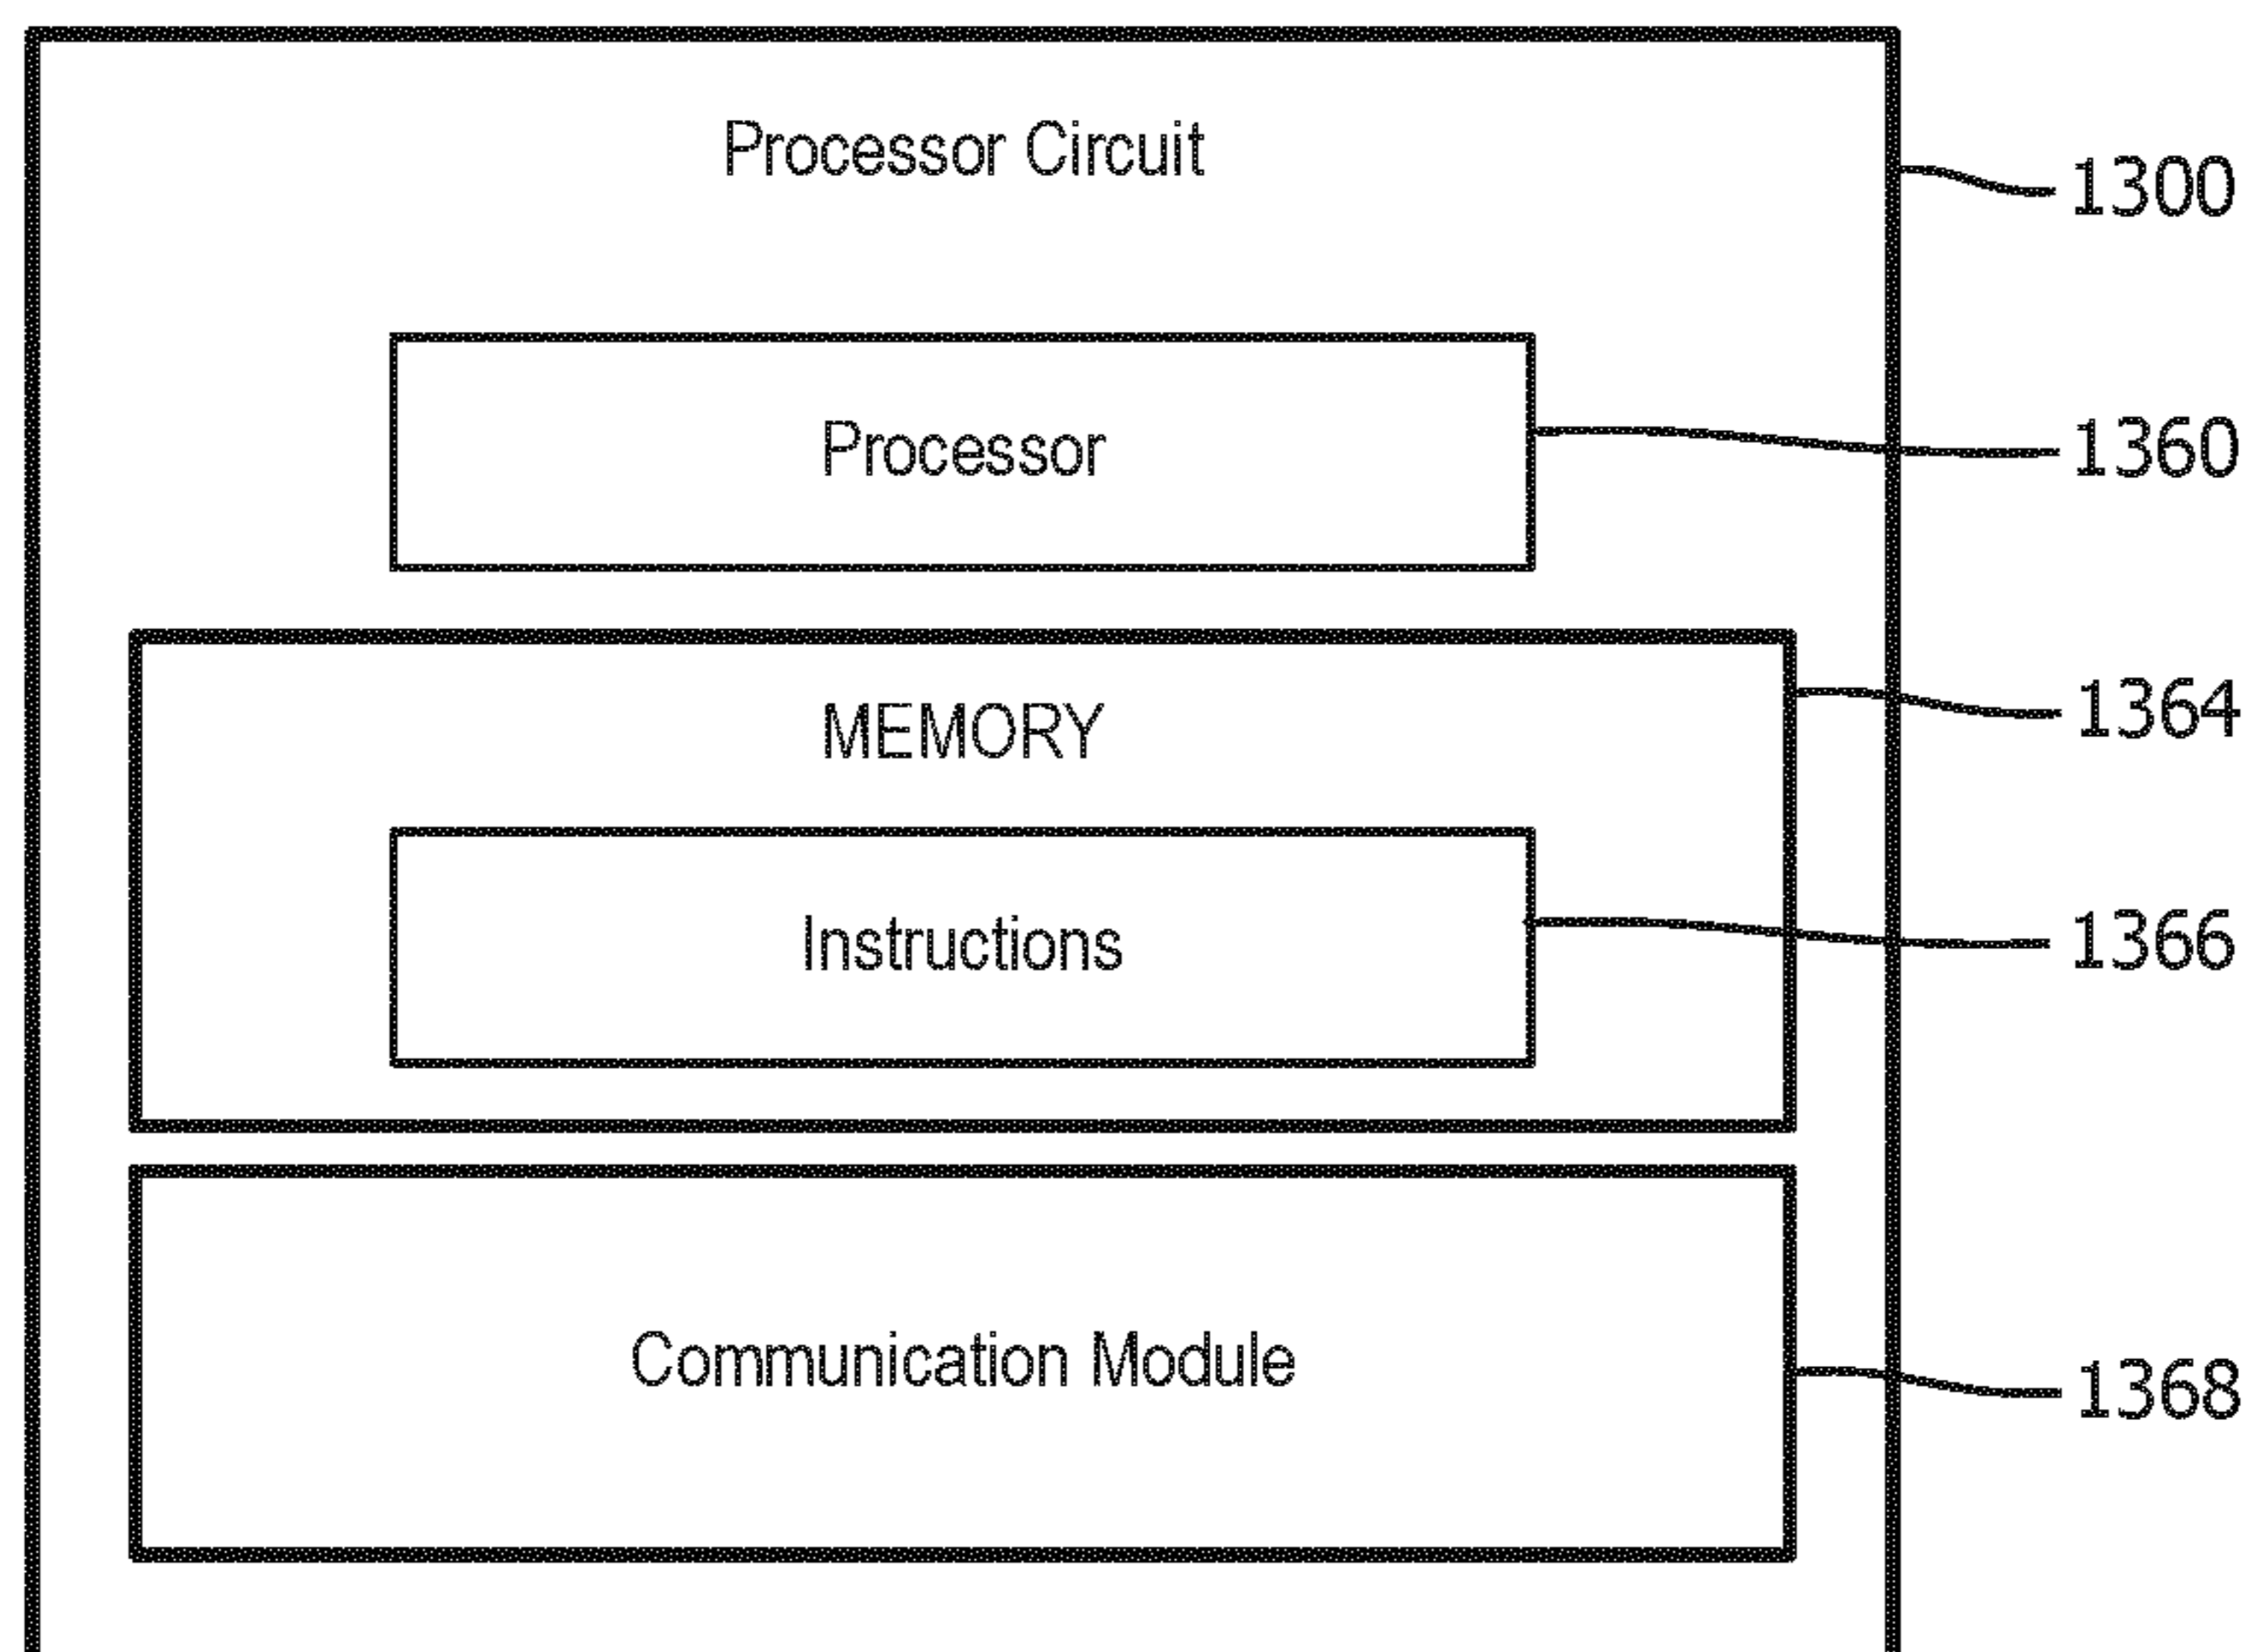 Processor Circuit
1300
Processor
1360
MEMORY
1364
Instructions
1366
Communication Module
1368